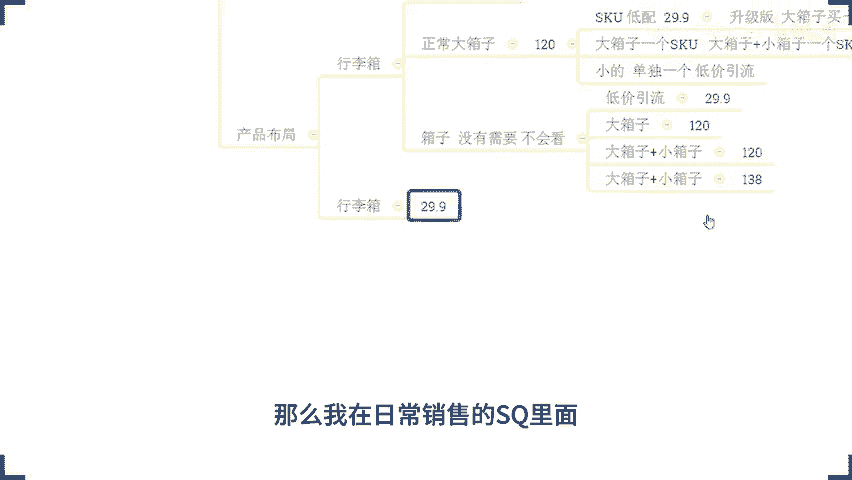 SKU 低配 29.9 升级版 大箱子买
正常大箱子 120 大箱子一个SKU 大箱子+小箱子一个SK
行李箱
小的 单独一个 低价引流
低价引流 29.9
大箱子 120
产品布局
箱子 没有需要 不会看
大箱子+小箱子 120
大箱子+小箱子 138
行李箱 29.9
那么我在日常销售的SQ里面